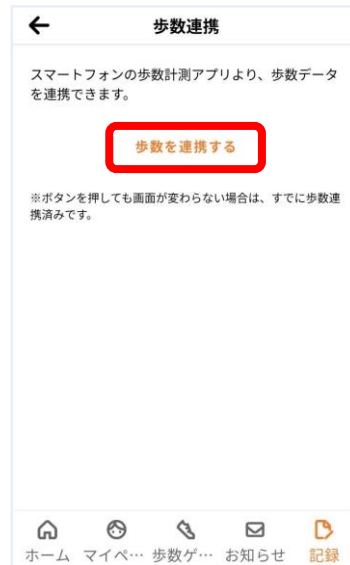 歩数連携
スマートフォンの歩数計測アプリより、歩数データ
を連携できます。
歩数を連携する
※ボタンを押しても画面が変わらない場合は、すでに歩数連
携済みです。
ホーム マイペ… 歩数ゲ… お知らせ 記録